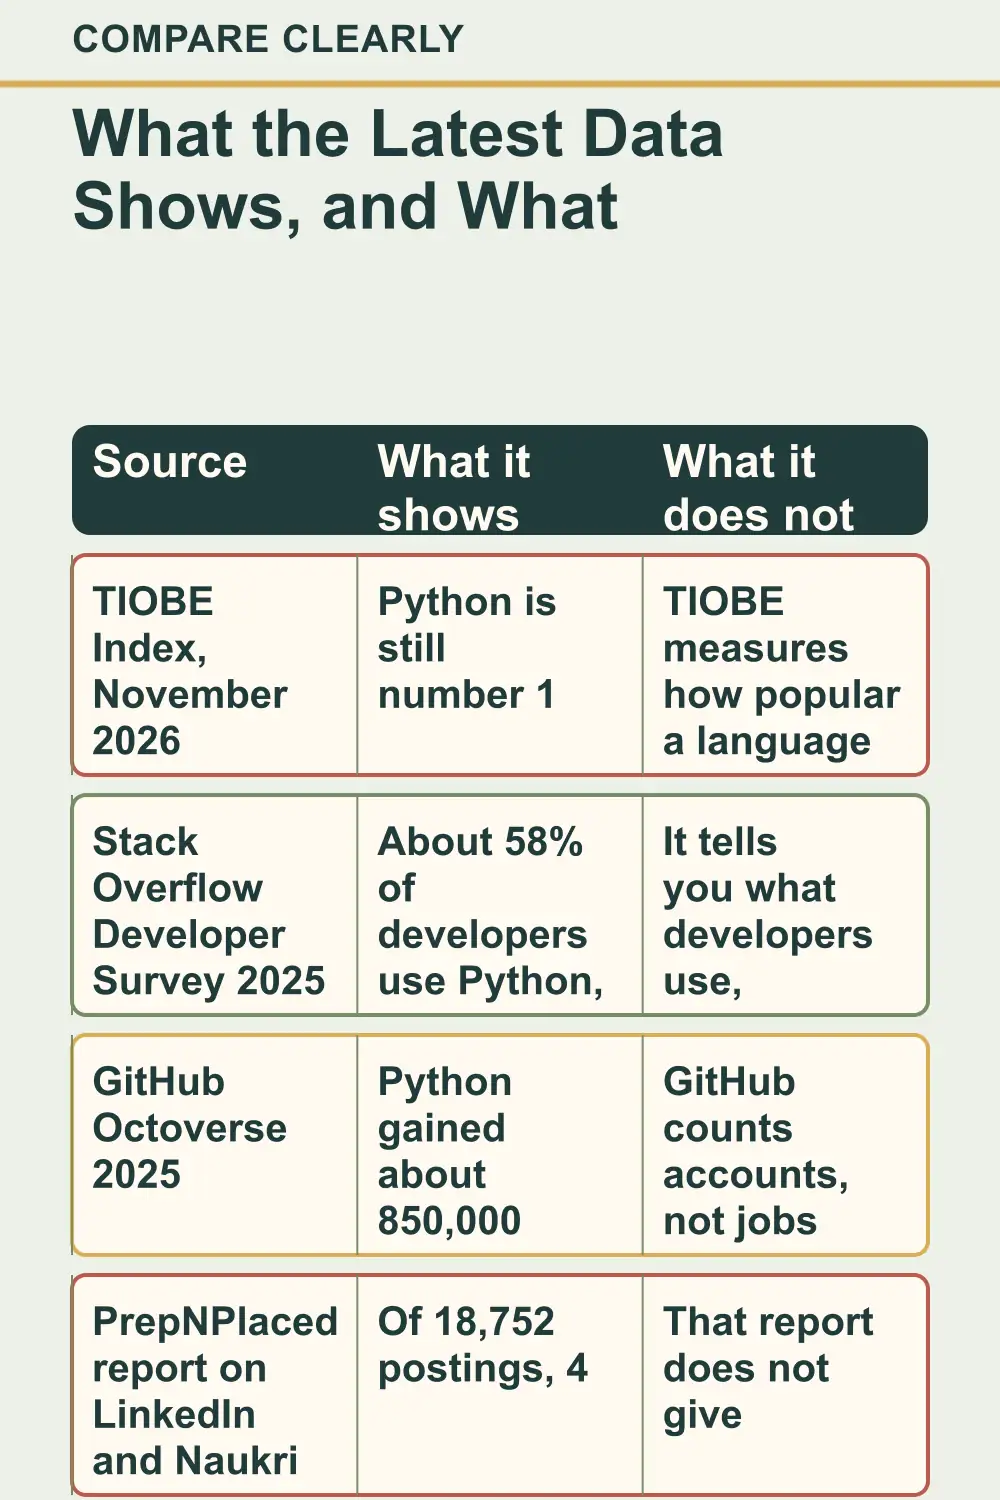 COMPARE CLEARLY
What the Latest Data
Shows, and What
Source
What it
shows
What it
does not
TIOBE
Index,
November
2026
Python is
still
number 1
TIOBE
measures
how popular
a language
Stack
Overflow
Developer
Survey 2025
About 58%
of
developers
use Python,
It tells
you what
developers
use,
GitHub
Octoverse
2025
Python
gained
about
850,000
GitHub
counts
accounts,
not jobs
PrepNPlaced
report on
LinkedIn
and Naukri
Of 18,752
postings, 4
That report
does not
give